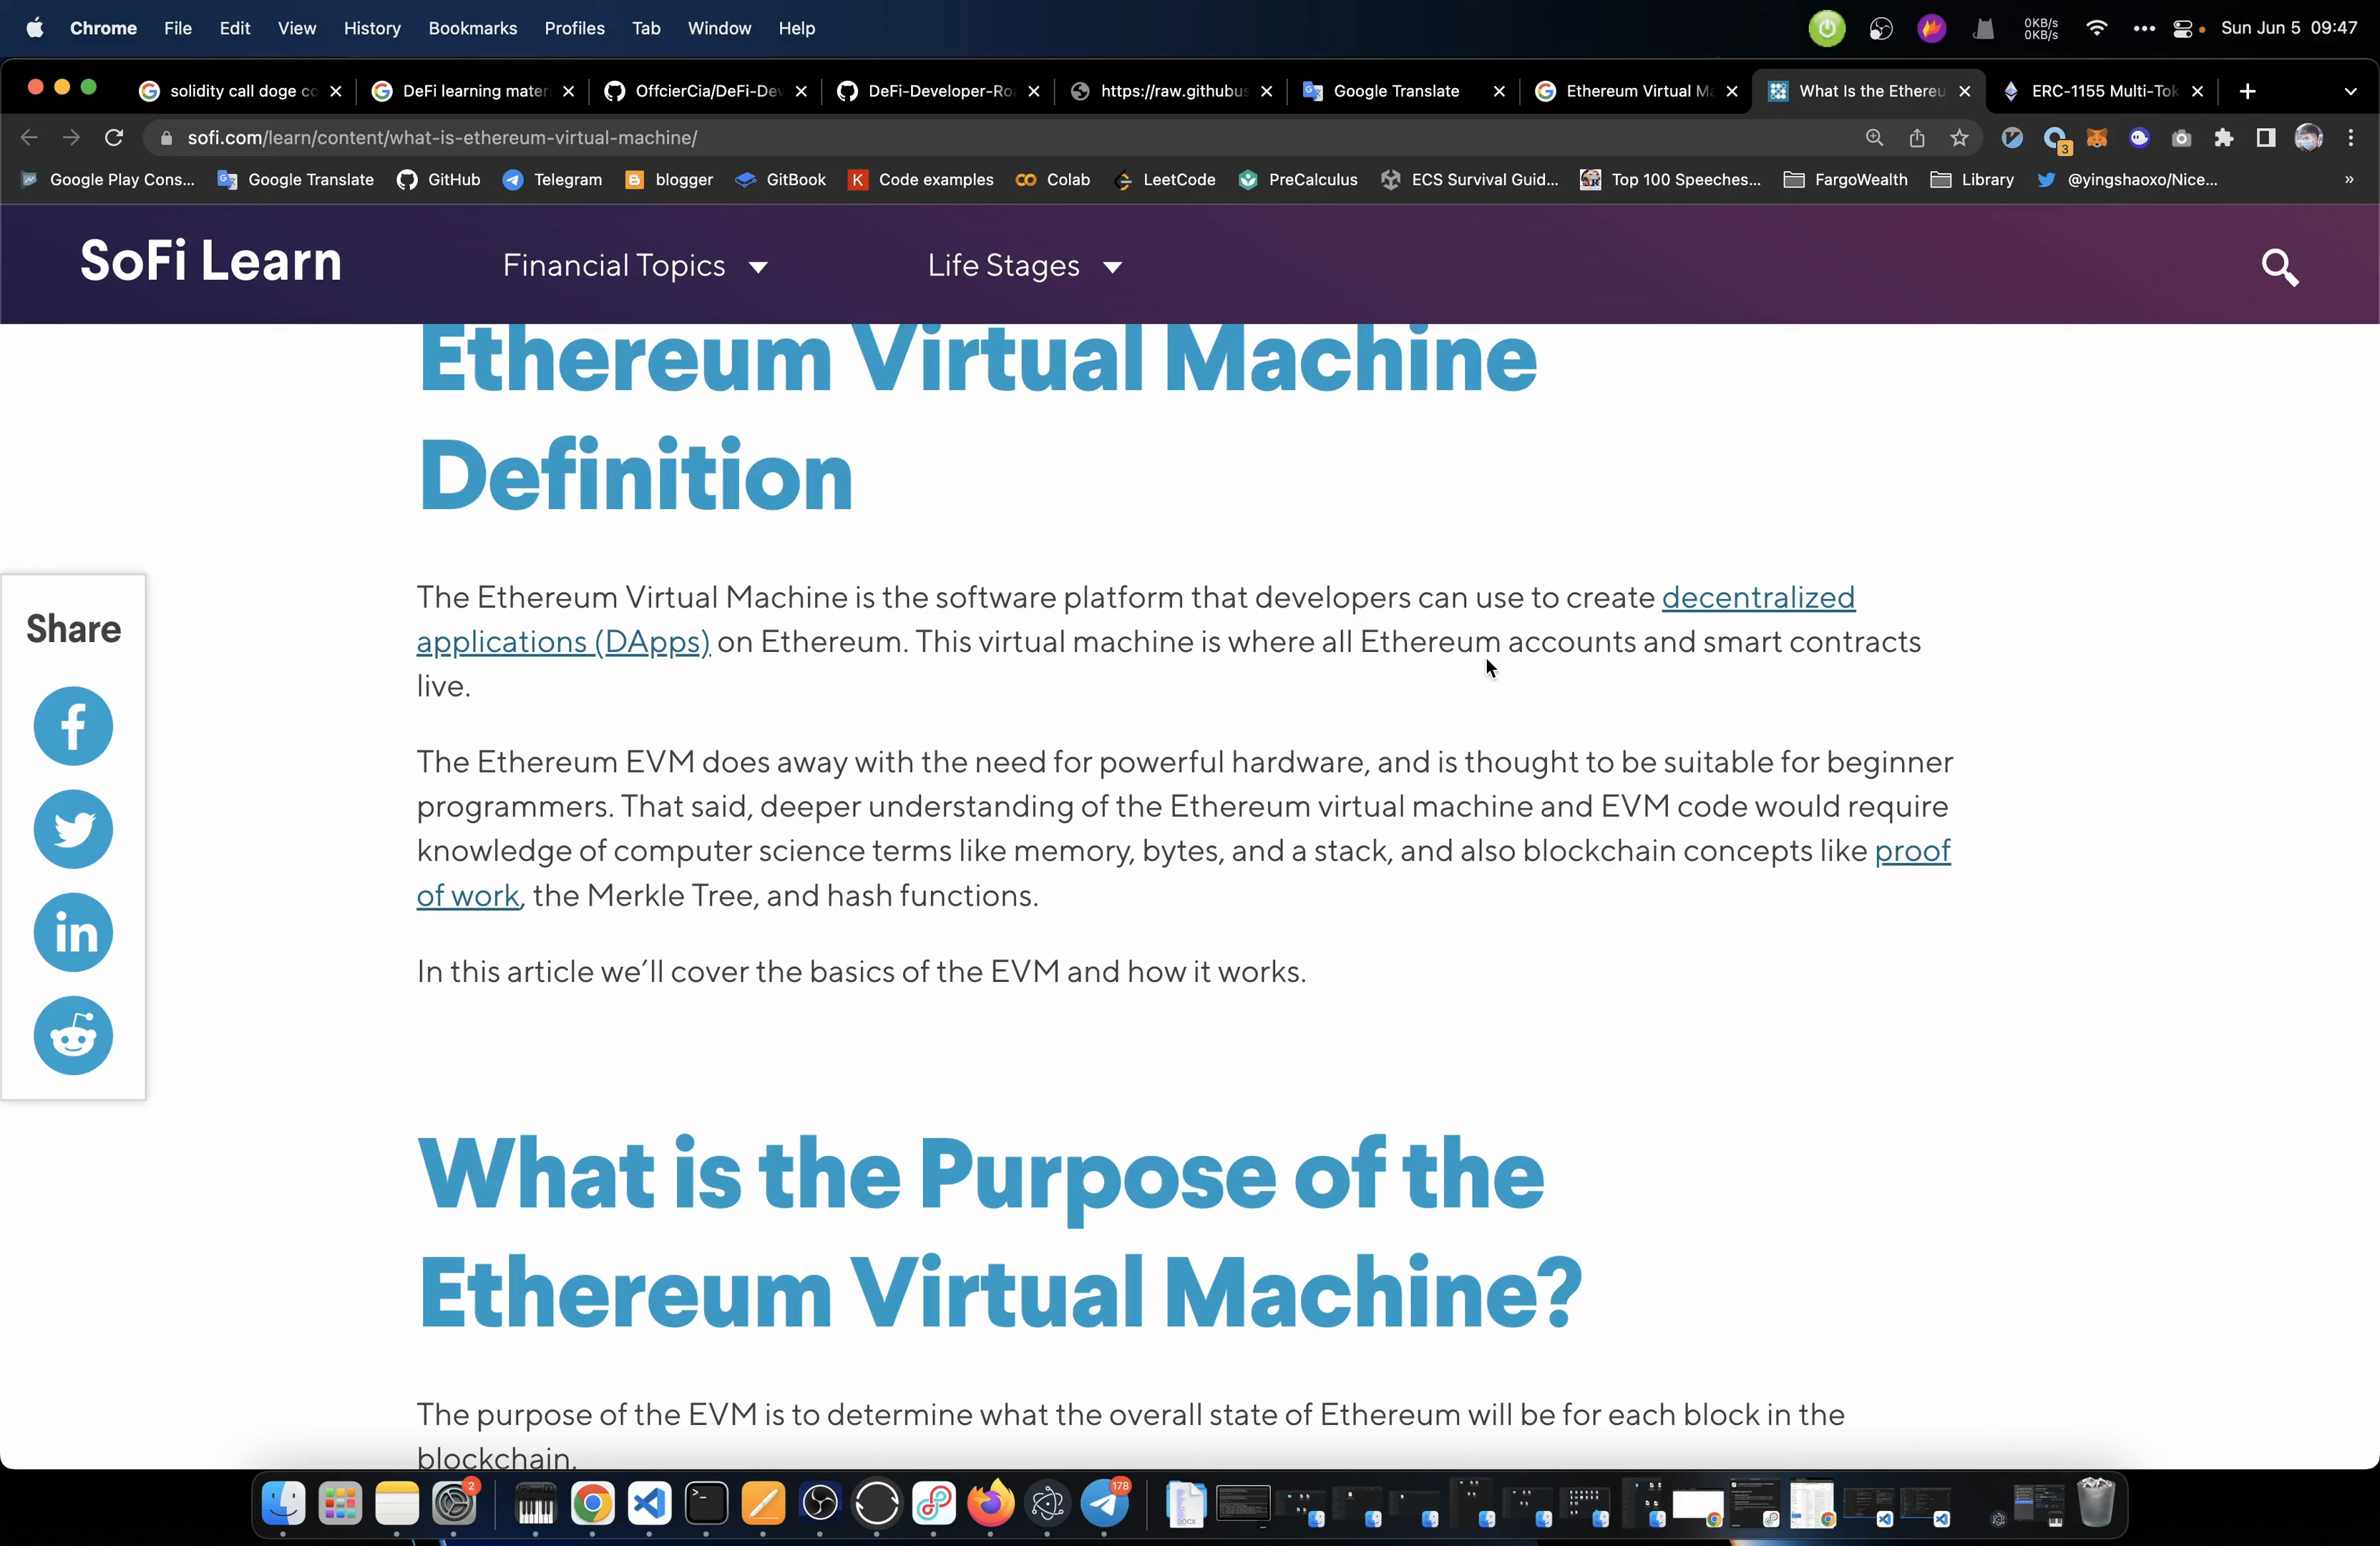 Chrome File Edit View History Bookmarks Profiles Tab Window Help 0KB/s 0KB/s Sun Jun 5 09:47
solidity call doge co DeFi learning mater OffcierCia/DeFi-Dev DeFi-Developer-Ro https://raw.githubus Google Translate Ethereum Virtual Ma What Is the Ethereu ERC-1155 Multi-Tok
sofi.com/learn/content/what-is-ethereum-virtual-machine/ 3
Google Play Cons... Google Translate GitHub Telegram blogger GitBook Code examples Colab LeetCode PreCalculus ECS Survival Guid... Top 100 Speeches... FargoWealth Library @yingshaoxo/Nice... »
SoFi Learn Financial Topics Life Stages
Ethereum Virtual Machine
Definition
The Ethereum Virtual Machine is the software platform that developers can use to create decentralized
applications (DApps) on Ethereum. This virtual machine is where all Ethereum accounts and smart contracts
live.
Share
The Ethereum EVM does away with the need for powerful hardware, and is thought to be suitable for beginner
programmers. That said, deeper understanding of the Ethereum virtual machine and EVM code would require
knowledge of computer science terms like memory, bytes, and a stack, and also blockchain concepts like proof
of work, the Merkle Tree, and hash functions.
In this article we'll cover the basics of the EVM and how it works.
What is the Purpose of the
Ethereum Virtual Machine?
The purpose of the EVM is to determine what the overall state of Ethereum will be for each block in the
blockchain.
2 178
DOCX